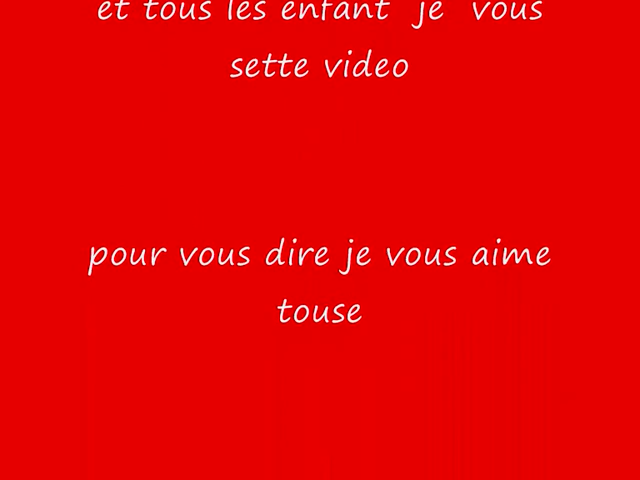 et tous les enfant je vous
sette video
pour vous dire je vous aime
touse